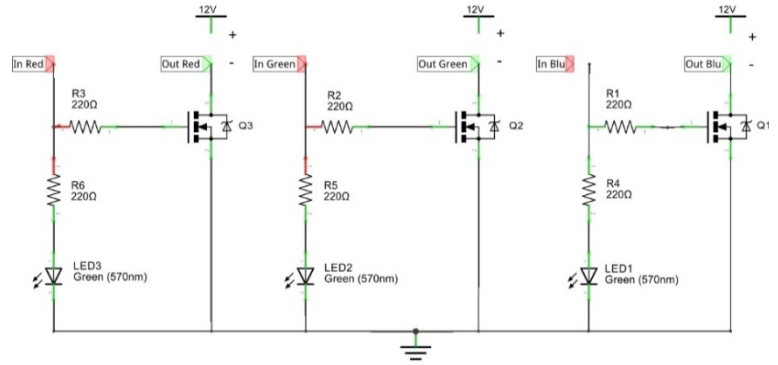 12V
+
In Red
Out Red
-
R3
220Ω
Q3
R6
220Ω
LED3
Green (570nm)
12V
+
In Green
Out Green
-
R2
220Ω
Q2
R5
220Ω
LED2
Green (570nm)
12V
+
In Blu
Out Blu
-
R1
220Ω
Q1
R4
220Ω
LED1
Green (570nm)